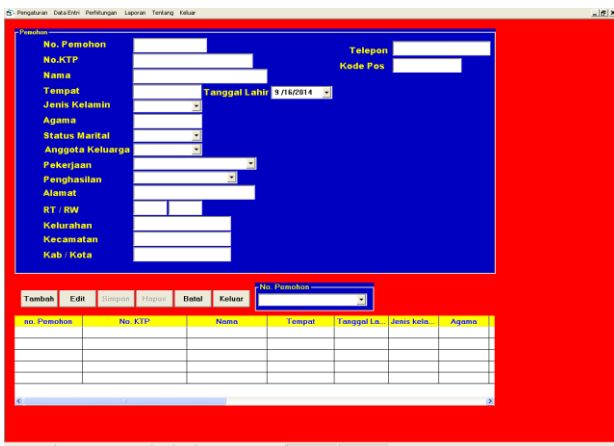 Pengaturan Data Entri Perhitungan Laporan Tentang Keluar
Pemohon
No. Pemohon
Telepon
No.KTP
Kode Pos
Nama
Tempat Tanggal Lahir 9 /16/2014
Jenis Kelamin
Agama
Status Marital
Anggota Keluarga
Pekerjaan
Penghasilan
Alamat
RT / RW
Kelurahan
Kecamatan
Kab / Kota
No. Pemohon
Tambah Edit Simpan Hapus Batal Keluar
no. Pemohon No. KTP Nama Tempat Tanggal La... Jenis kela... Agama